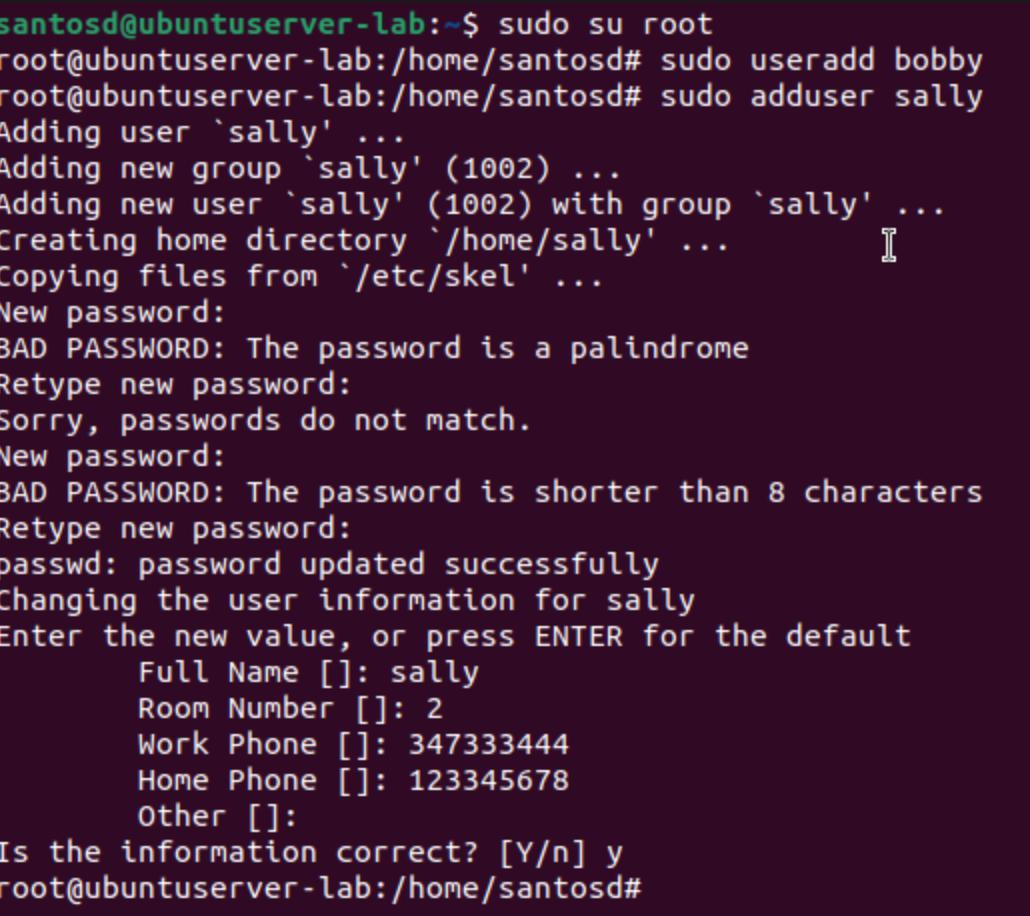 santosd@ubuntuserver-lab:~$ sudo su root
root@ubuntuserver-lab:/home/santosd# sudo useradd bobby
root@ubuntuserver-lab:/home/santosd# sudo adduser sally
Adding user `sally' ...
Adding new group `sally' (1002) ...
Adding new user `sally' (1002) with group `sally' ...
Creating home directory `/home/sally' ...
Copying files from `/etc/skel' ...
New password:
BAD PASSWORD: The password is a palindrome
Retype new password:
Sorry, passwords do not match.
New password:
BAD PASSWORD: The password is shorter than 8 characters
Retype new password:
passwd: password updated successfully
Changing the user information for sally
Enter the new value, or press ENTER for the default
        Full Name []: sally
        Room Number []: 2
        Work Phone []: 347333444
        Home Phone []: 123345678
        Other []:
Is the information correct? [Y/n] y
root@ubuntuserver-lab:/home/santosd#